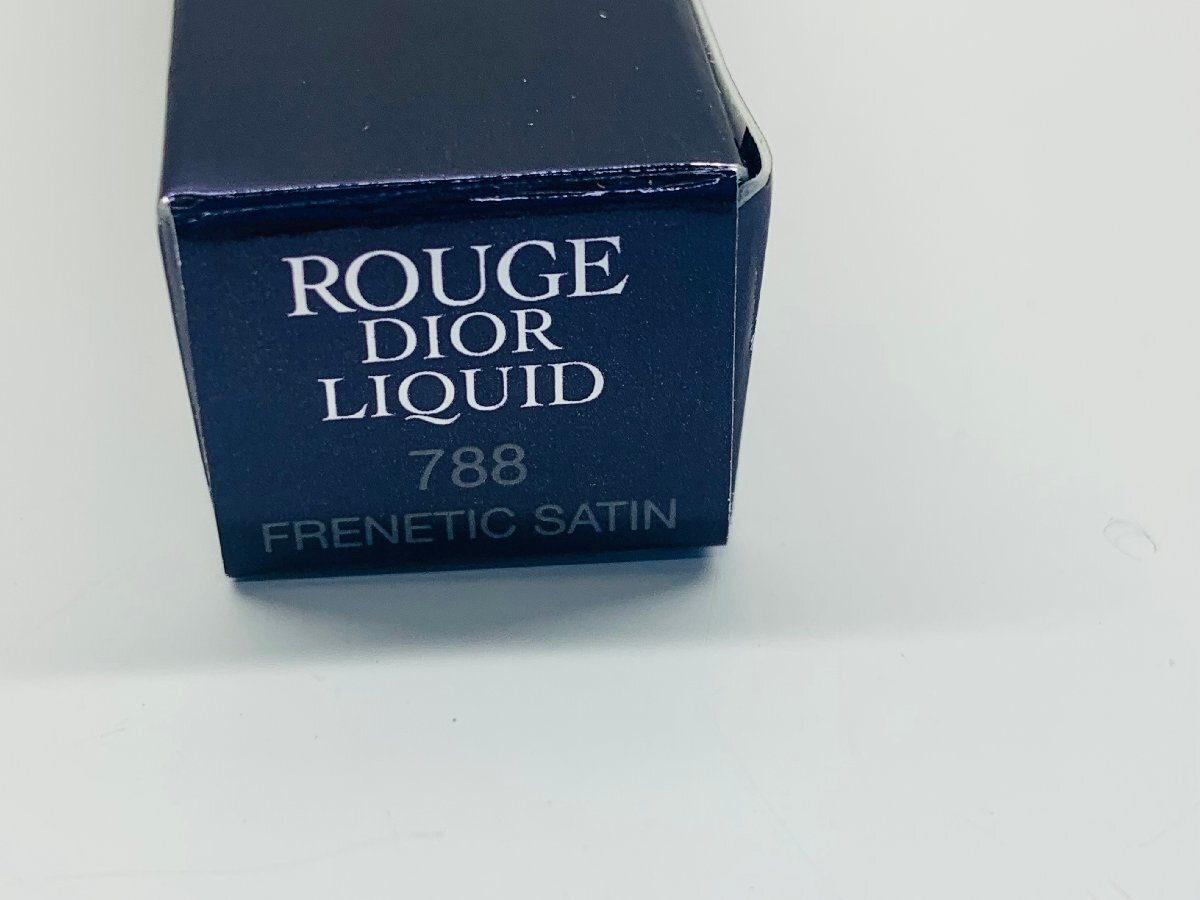 ROUGE
DIOR
LIQUID
788
FRENETIC SATIN